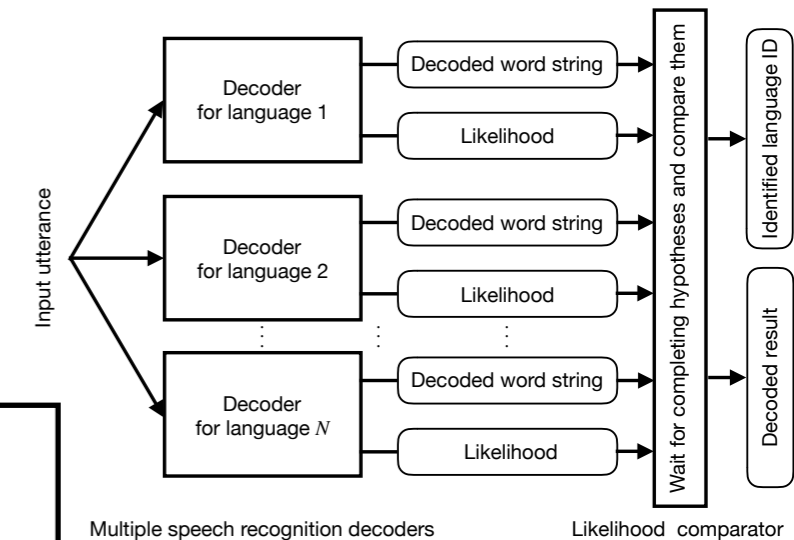 Input utterance
Decoder
for language 1
Decoded word string
Likelihood
Decoder
for language 2
Decoded word string
Likelihood
Decoder
for language N
Decoded word string
Likelihood
Wait for completing hypotheses and compare them
Identified language ID
Decoded result
Multiple speech recognition decoders
Likelihood comparator